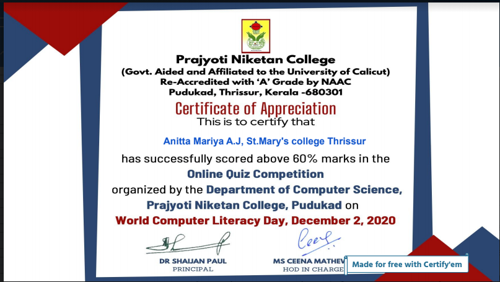 Prajyoti Niketan College
(Govt. Aided and Affiliated to the University of Calicut)
Re-Accredited with ‘A’ Grade by NAAC
Pudukad, Thrissur, Kerala -680301
Certificate of Appreciation
This is to certify that
Anitta Mariya A.J, St.Mary's college Thrissur
has successfully scored above 60% marks in the
Online Quiz Competition
organized by the Department of Computer Science,
Prajyoti Niketan College, Pudukad on
World Computer Literacy Day, December 2, 2020
DR SHAIJAN PAUL
PRINCIPAL
MS CEENA MATHEW
HOD IN CHARGE
Made for free with Certify'em